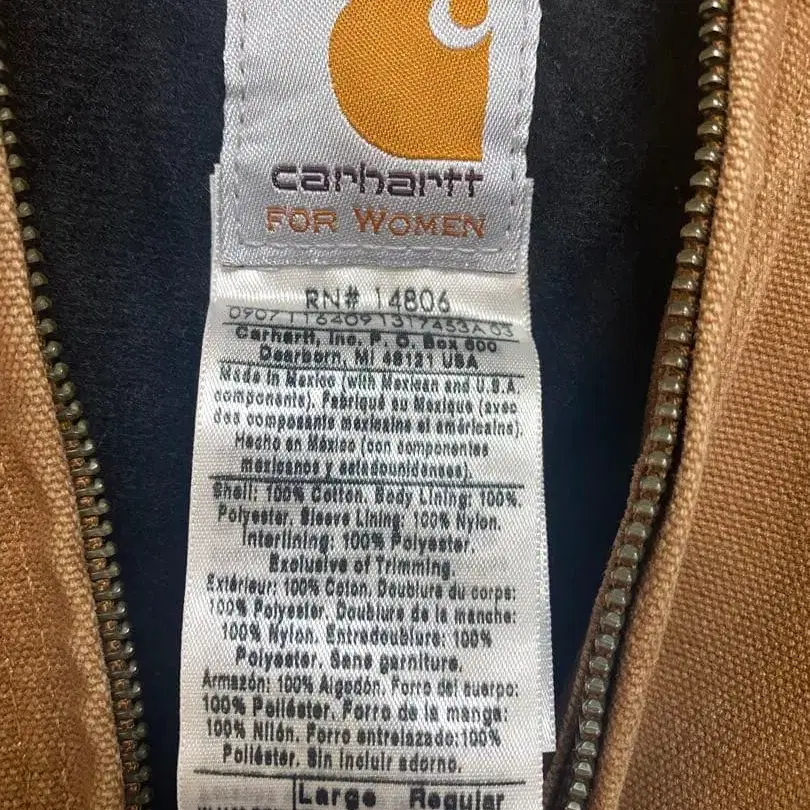 carhartt
FOR WOMEN
RN# 14806
0907 116409 1317453A 03
Carhartt, Inc. P. O. Box 600
Dearborn, MI 48121 USA
Made in Mexico (with Mexican and U.S.A.
components). Fabriqué au Mexique (avec
des composants mexicains et américains).
Hecho en México (con componentes
mexicanos y estadounidenses).
Shell: 100% Cotton. Body Lining: 100%.
Polyester. Sleeve Lining: 100% Nylon.
Interlining: 100% Polyester.
Exclusive of Trimming.
Extérieur: 100% Coton. Doublure du corps:
100% Polyester. Doublure de la manche:
100% Nylon. Entredoublure: 100%
Polyester. Sans garniture.
Armazón: 100% Algodón. Forro del cuerpo:
100% Poliéster. Forro de la manga:
100% Nilón. Forro entrelazado:100%
Poliéster. Sin incluir adorno.
Large Regular